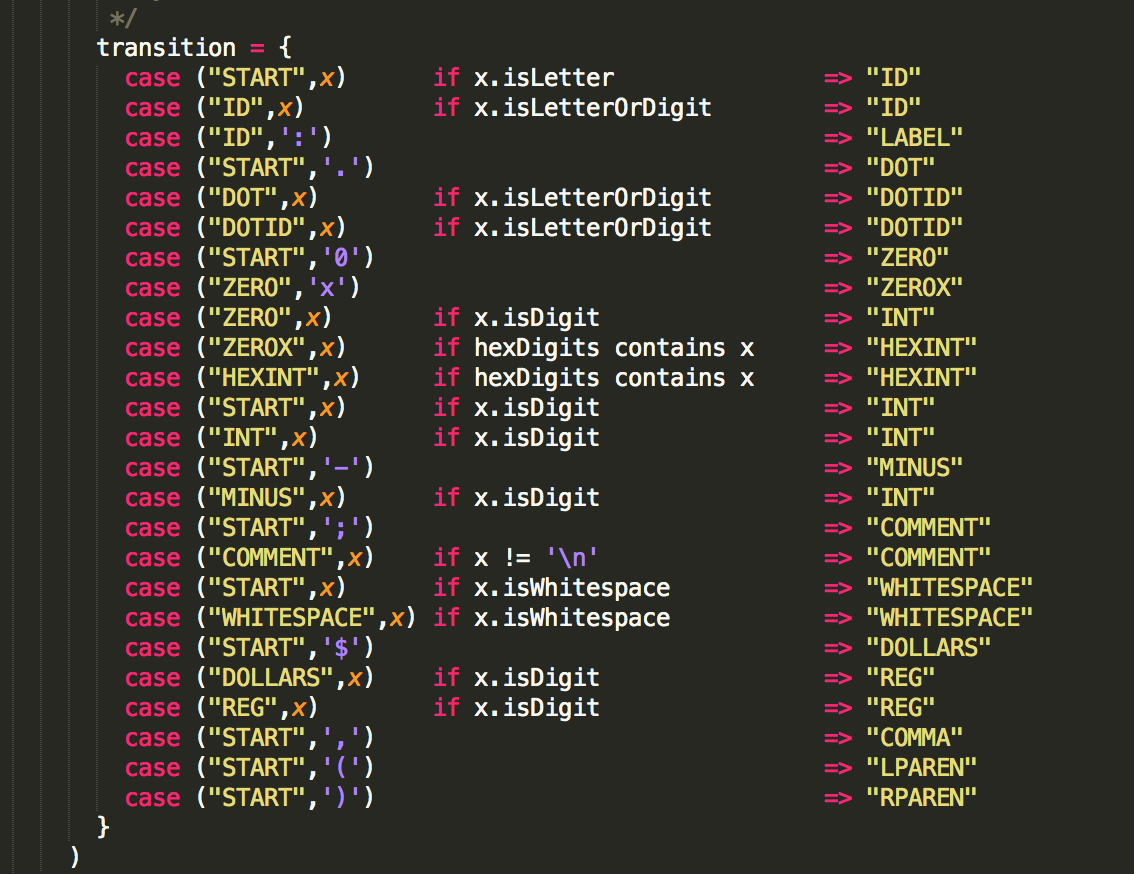 */
transition = {
case ("START",x) if x.isLetter => "ID"
case ("ID",x) if x.isLetterOrDigit => "ID"
case ("ID",':') => "LABEL"
case ("START",'.') => "DOT"
case ("DOT",x) if x.isLetterOrDigit => "DOTID"
case ("DOTID",x) if x.isLetterOrDigit => "DOTID"
case ("START",'0') => "ZERO"
case ("ZERO",'x') => "ZEROX"
case ("ZERO",x) if x.isDigit => "INT"
case ("ZEROX",x) if hexDigits contains x => "HEXINT"
case ("HEXINT",x) if hexDigits contains x => "HEXINT"
case ("START",x) if x.isDigit => "INT"
case ("INT",x) if x.isDigit => "INT"
case ("START",'-') => "MINUS"
case ("MINUS",x) if x.isDigit => "INT"
case ("START",';') => "COMMENT"
case ("COMMENT",x) if x != '\n' => "COMMENT"
case ("START",x) if x.isWhitespace => "WHITESPACE"
case ("WHITESPACE",x) if x.isWhitespace => "WHITESPACE"
case ("START",'$') => "DOLLARS"
case ("DOLLARS",x) if x.isDigit => "REG"
case ("REG",x) if x.isDigit => "REG"
case ("START",',') => "COMMA"
case ("START",'(') => "LPAREN"
case ("START",')') => "RPAREN"
}
)